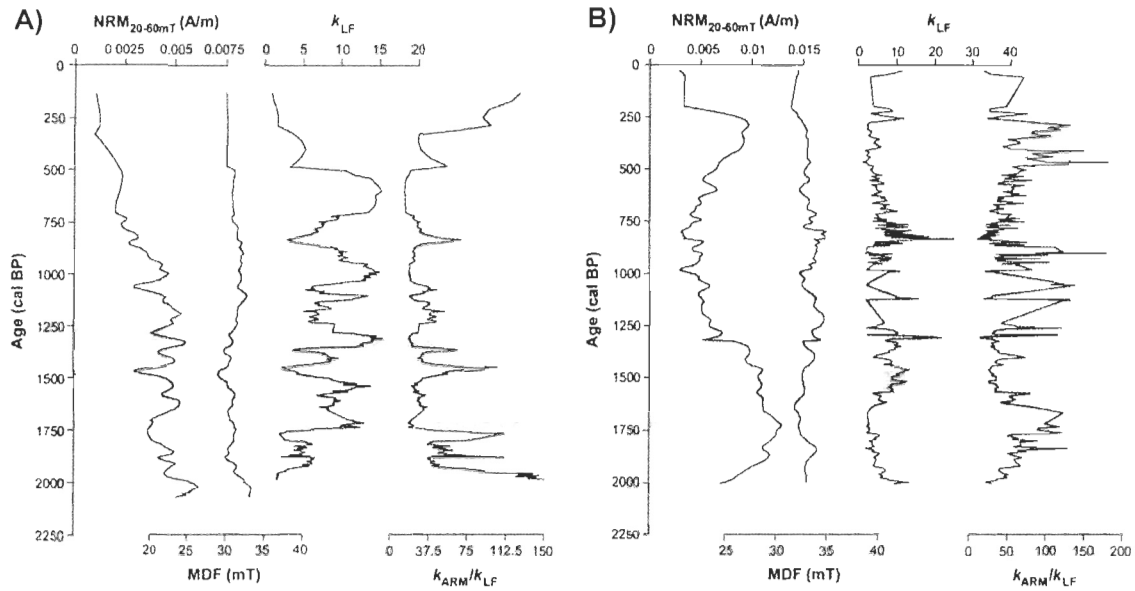 A)
NRM20-60mT (A/m)
kLF
0 0.0025 0.005 0.0075 0 5 10 15 20
Age (cal BP)
0
250
500
750
1000
1250
1500
1750
2000
2250
20 25 30 35 40 0 37.5 75 112.5 150
MDF (mT)
kARM/kLF
B)
NRM20-60mT (A/m)
kLF
0 0.005 0.01 0.015 0 10 20 30 40
Age (cal BP)
0
250
500
750
1000
1250
1500
1750
2000
2250
25 30 35 40 0 50 100 150 200
MDF (mT)
kARM/kLF